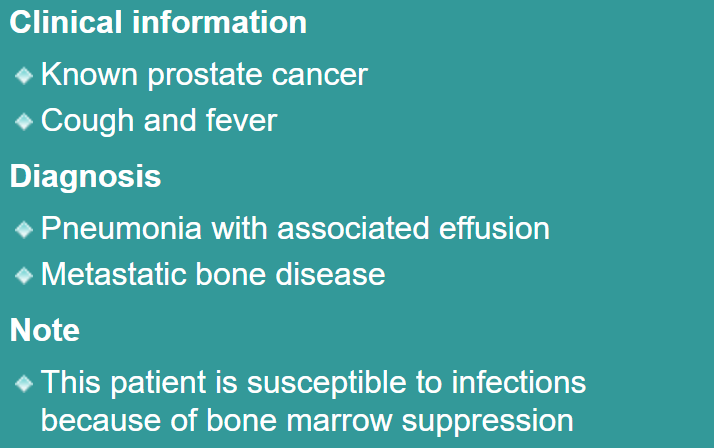 Clinical information
Known prostate cancer
Cough and fever
Diagnosis
Pneumonia with associated effusion
Metastatic bone disease
Note
This patient is susceptible to infections
because of bone marrow suppression